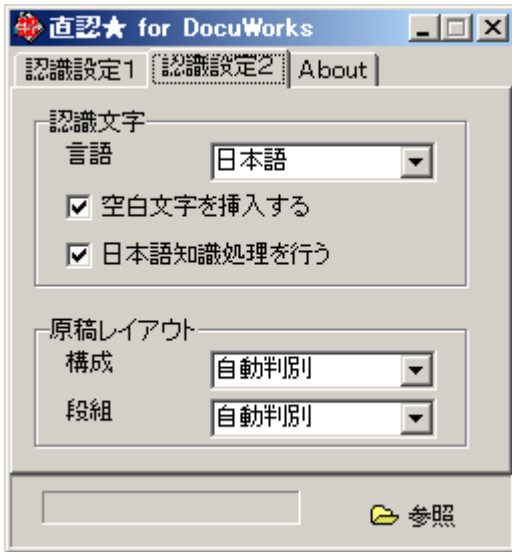 直認★ for DocuWorks
認識設定1 認識設定2 About
認識文字
言語 日本語
空白文字を挿入する
日本語知識処理を行う
原稿レイアウト
構成 自動判別
段組 自動判別
参照